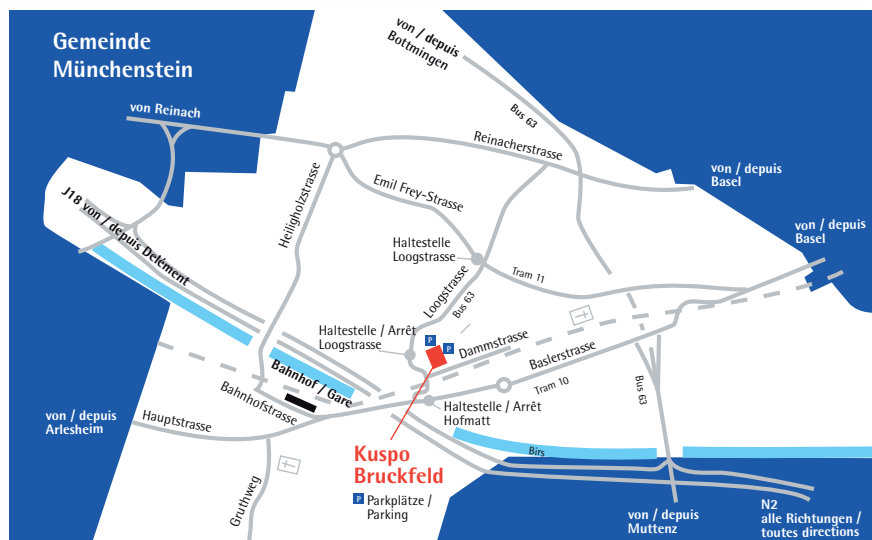 Gemeinde
Münchenstein
von / depuis
Bottmingen
von Reinach
Bus 63
Reinacherstrasse
von / depuis
Basel
Emil Frey-Strasse
Heiligholzstrasse
J18 von / depuis Delément
von / depuis
Basel
Haltestelle
Loogstrasse
Tram 11
Loogstrasse
Bus 63
Haltestelle / Arrêt
Loogstrasse
P
P
Dammstrasse
Baslerstrasse
Bahnhof / Gare
Tram 10
Bus 63
Bahnhofstrasse
von / depuis
Arlesheim
Hauptstrasse
Haltestelle / Arrêt
Hofmatt
Kuspo
Bruckfeld
Birs
P Parkplätze /
Parking
Gruthweg
von / depuis
Muttenz
N2
alle Richtungen /
toutes directions